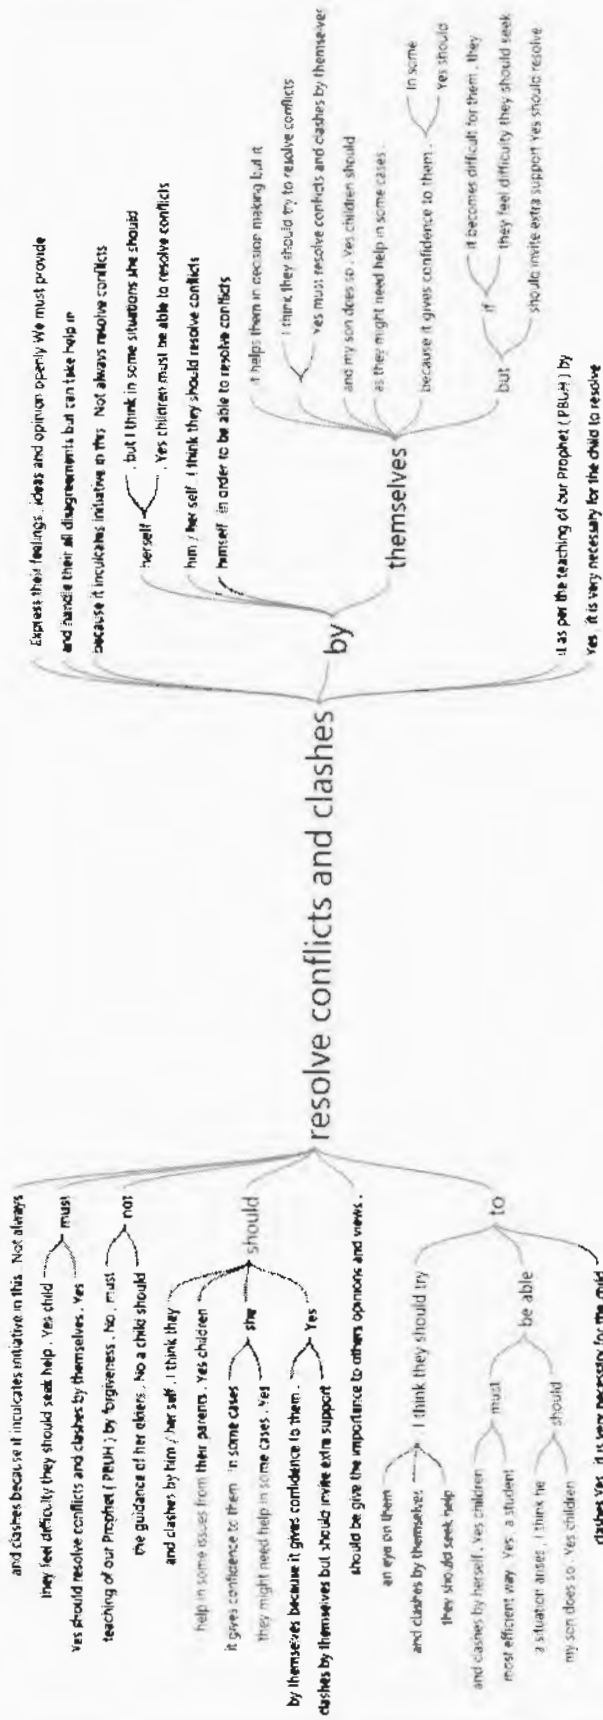 and clashes because it inculcates initiative in this . Not always
they feel difficulty they should seek help . Yes child
must
Yes should resolve conflicts and clashes by themselves . Yes
teaching of our Prophet ( PBUH ) by forgiveness . No , must
not
the guidance of her elders . No a child should
and clashes by him / her self . I think they
help in some issues from their parents . Yes children
should
it gives confidence to them . In some cases
she
they might need help in some cases . Yes
by themselves because it gives confidence to them .
Yes
clashes by themselves but should invite extra support
should be give the importance to others opinions and views .
an eye on them
and clashes by themselves
I think they should try
they should seek help
to
and clashes by herself . Yes children
must
most efficient way . Yes , a student
be able
a situation arises , I think he
should
my son does so . Yes children
clashes Yes , it is very necessary for the child
resolve conflicts and clashes
Express their feelings , ideas and opinion openly We must provide
and handle their all disagreements but can take help in
because it inculcates initiative in this . Not always resolve conflicts
herself
, but I think in some situations she should
. Yes children must be able to resolve conflicts
him / her self . I think they should resolve conflicts
himself . in order to be able to resolve conflicts
by
it helps them in decision making but it
I think they should try to resolve conflicts
Yes must resolve conflicts and clashes by themselves
and my son does so . Yes children should
as they might need help in some cases .
themselves
because it gives confidence to them .
In some
Yes should
but
if
it becomes difficult for them , they
they feel difficulty they should seek
should invite extra support Yes should resolve
it as per the teaching of our Prophet ( PBUH ) by
Yes , it is very necessary for the child to resolve